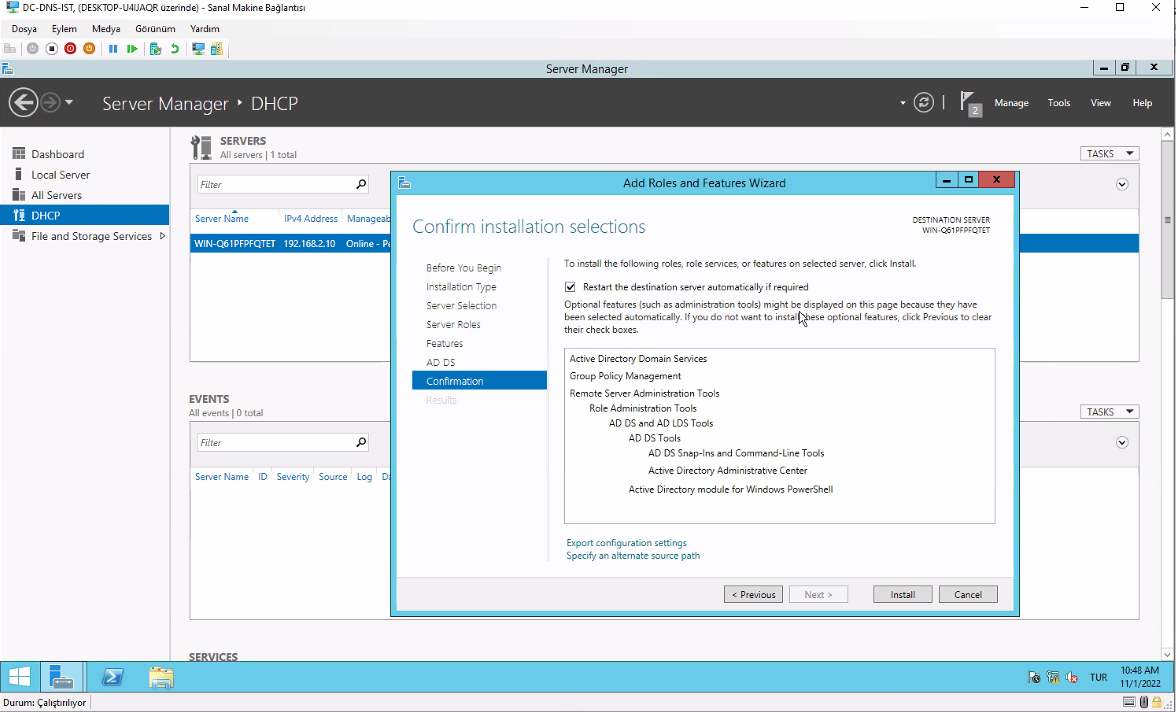 DC-DNS-IST, (DESKTOP-U4IJAQR üzerinde) - Sanal Makine Bağlantısı
Dosya Eylem Medya Görünüm Yardım
Server Manager
Server Manager DHCP
2 Manage Tools View Help
Dashboard
Local Server
All Servers
DHCP
File and Storage Services
SERVERS
All servers | 1 total
TASKS
Filter
Server Name IPv4 Address Manageab
WIN-Q61PFPFQTET 192.168.2.10 Online - Pe
EVENTS
All events | 0 total
TASKS
Filter
Server Name ID Severity Source Log Da
SERVICES
Add Roles and Features Wizard
Confirm installation selections
DESTINATION SERVER
WIN-Q61PFPFQTET
Before You Begin
Installation Type
Server Selection
Server Roles
Features
AD DS
Confirmation
Results
To install the following roles, role services, or features on selected server, click Install.
Restart the destination server automatically if required
Optional features (such as administration tools) might be displayed on this page because they have
been selected automatically. If you do not want to install these optional features, click Previous to clear
their check boxes.
Active Directory Domain Services
Group Policy Management
Remote Server Administration Tools
Role Administration Tools
AD DS and AD LDS Tools
AD DS Tools
AD DS Snap-Ins and Command-Line Tools
Active Directory Administrative Center
Active Directory module for Windows PowerShell
Export configuration settings
Specify an alternate source path
< Previous Next > Install Cancel
TUR
10:48 AM
11/1/2022
Durum: Çalıştırılıyor